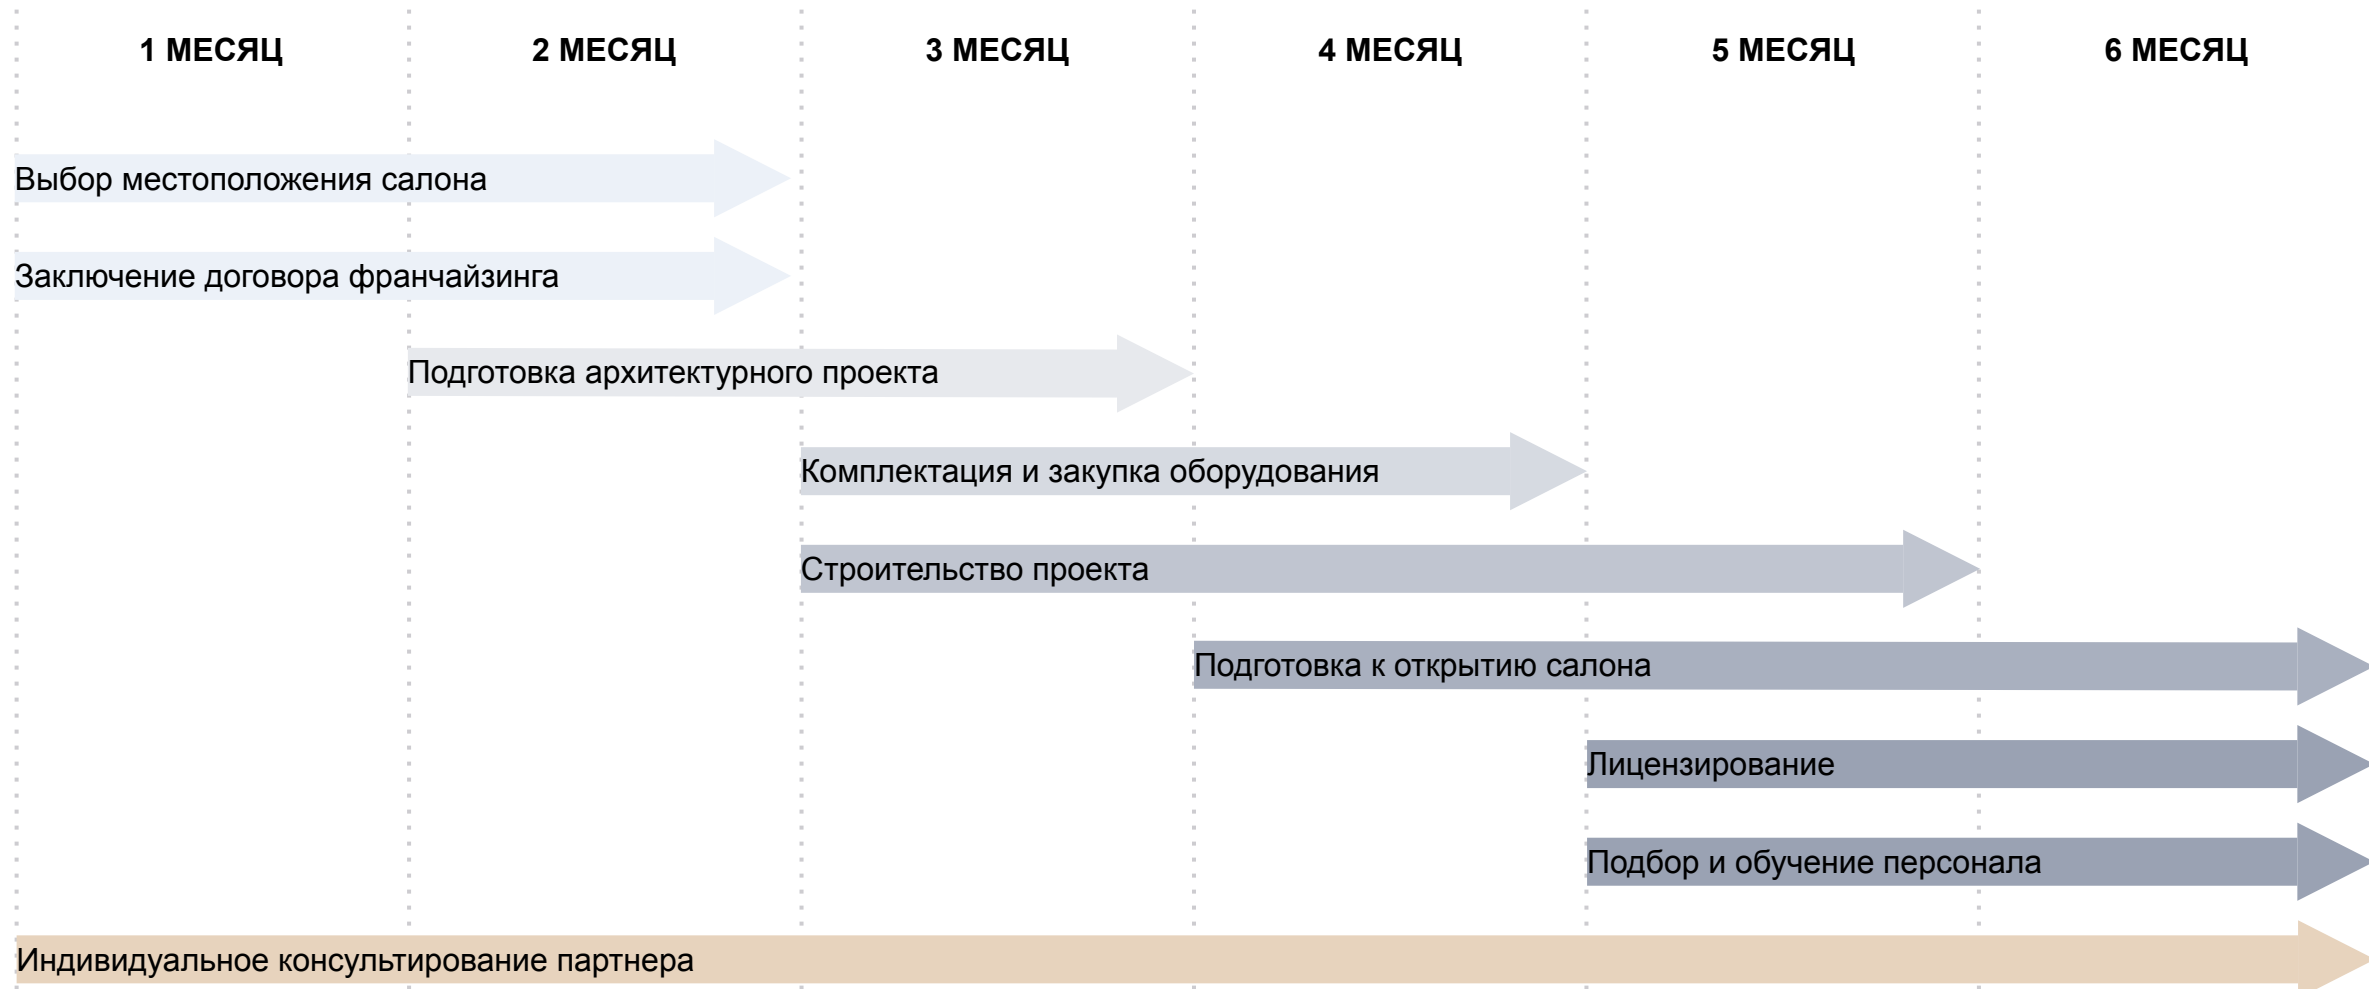 1 МЕСЯЦ
2 МЕСЯЦ
3 МЕСЯЦ
4 МЕСЯЦ
5 МЕСЯЦ
6 МЕСЯЦ
Выбор местоположения салона
Заключение договора франчайзинга
Подготовка архитектурного проекта
Комплектация и закупка оборудования
Строительство проекта
Подготовка к открытию салона
Лицензирование
Подбор и обучение персонала
Индивидуальное консультирование партнера